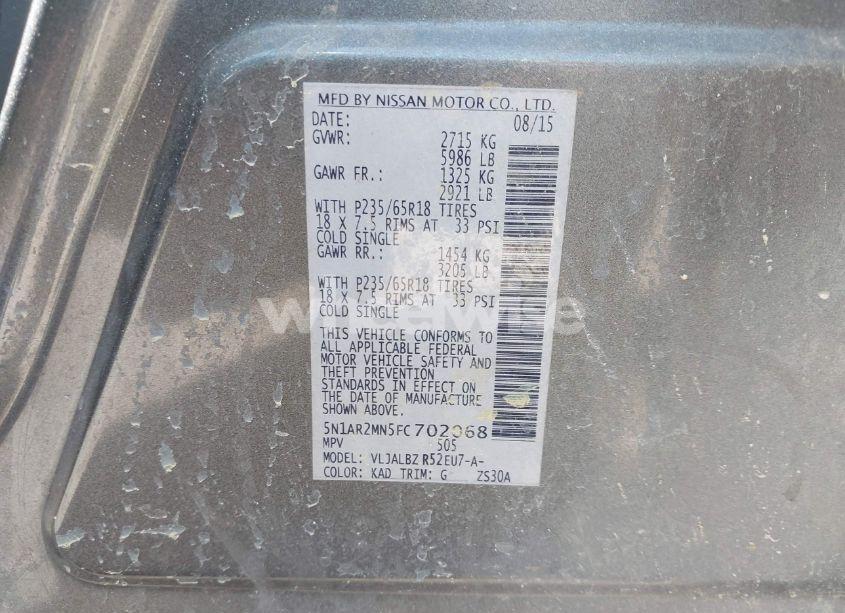 MFD BY NISSAN MOTOR CO., LTD.
DATE: 08/15
GVWR: 2715 KG
5986 LB
GAWR FR.: 1325 KG
2921 LB
WITH P235/65R18 TIRES
18 X 7.5 RIMS AT 33 PSI
COLD SINGLE
GAWR RR.: 1454 KG
3205 LB
WITH P235/65R18 TIRES
18 X 7.5 RIMS AT 33 PSI
COLD SINGLE
THIS VEHICLE CONFORMS TO
ALL APPLICABLE FEDERAL
MOTOR VEHICLE SAFETY AND
THEFT PREVENTION
STANDARDS IN EFFECT ON
THE DATE OF MANUFACTURE
SHOWN ABOVE.
5N1AR2MN5FC702068
MPV 505
MODEL: VLJALBZ R52EU7-A-
COLOR: KAD TRIM: G ZS30A